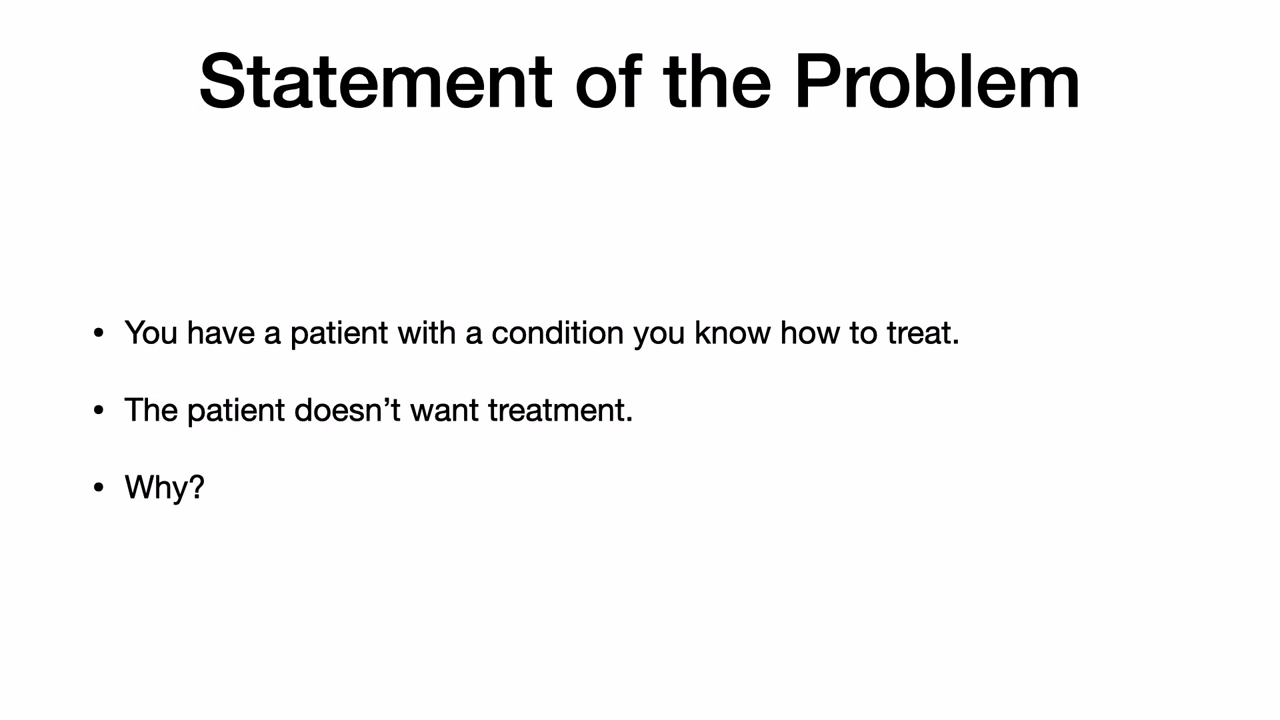 Statement of the Problem
• You have a patient with a condition you know how to treat.
• The patient doesn’t want treatment.
• Why?